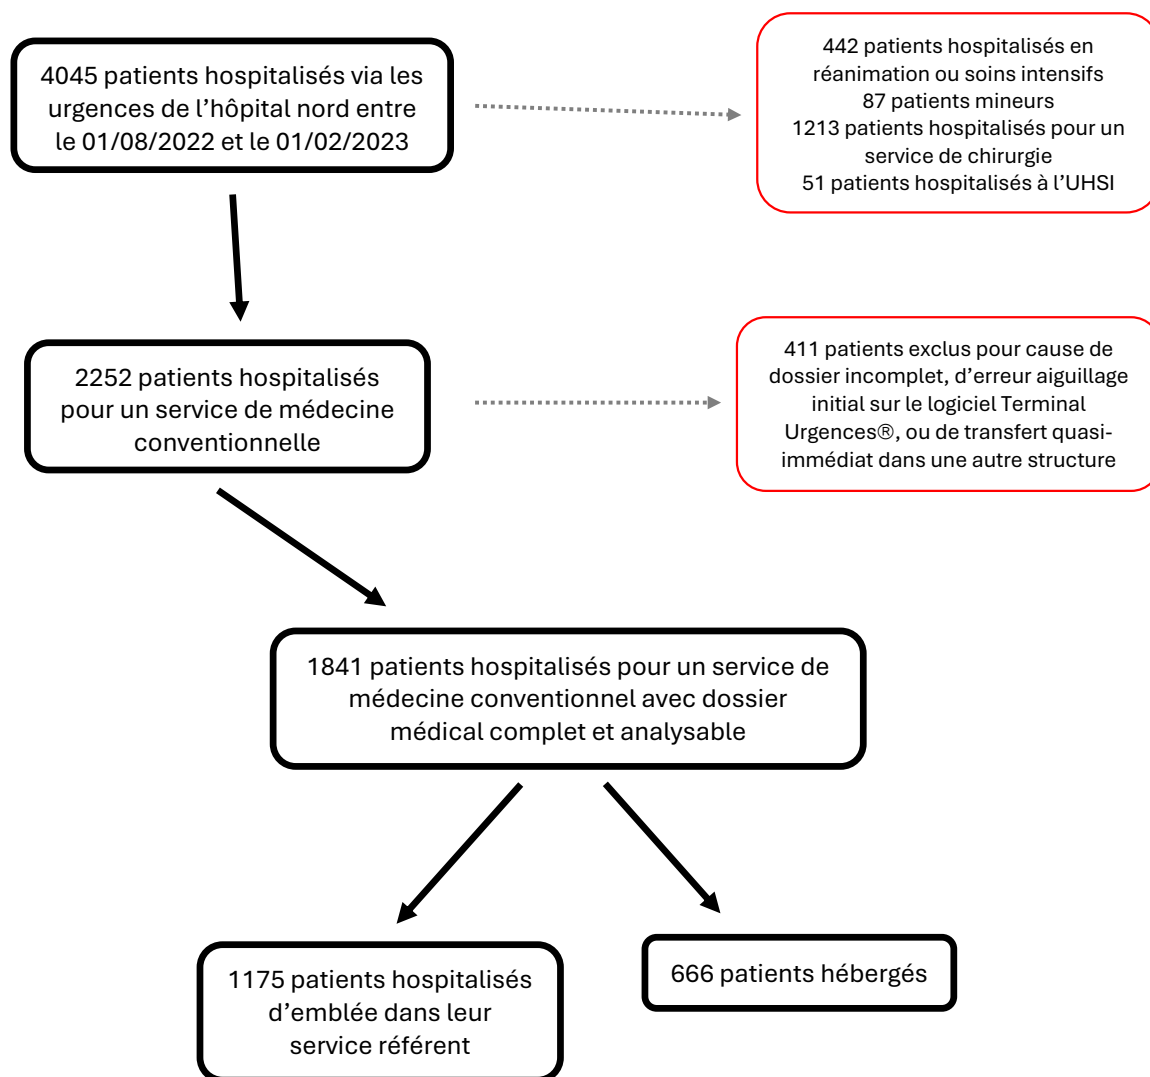 4045 patients hospitalisés via les
urgences de l’hôpital nord entre
le 01/08/2022 et le 01/02/2023
442 patients hospitalisés en
réanimation ou soins intensifs
87 patients mineurs
1213 patients hospitalisés pour un
service de chirurgie
51 patients hospitalisés à l’UHSI
2252 patients hospitalisés
pour un service de médecine
conventionnelle
411 patients exclus pour cause de
dossier incomplet, d’erreur aiguillage
initial sur le logiciel Terminal
Urgences®, ou de transfert quasi-
immédiat dans une autre structure
1841 patients hospitalisés pour un service de
médecine conventionnel avec dossier
médical complet et analysable
1175 patients hospitalisés
d’emblée dans leur
service référent
666 patients hébergés